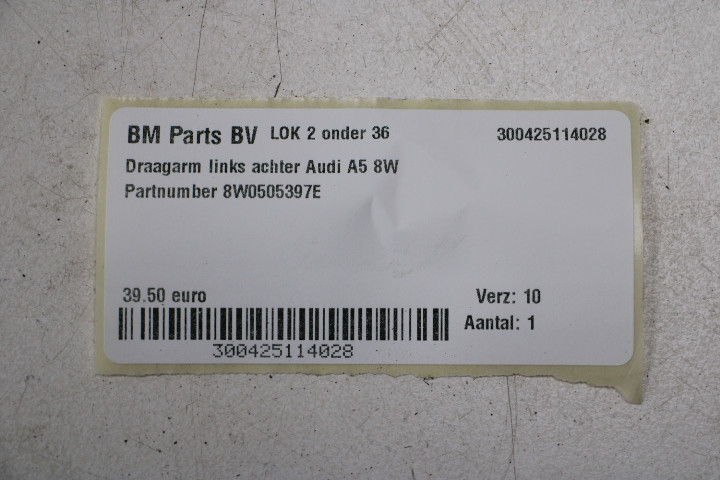 BM Parts BV LOK 2 onder 36 300425114028
Draagarm links achter Audi A5 8W
Partnumber 8W0505397E
39.50 euro Verz: 10
Aantal: 1
300425114028